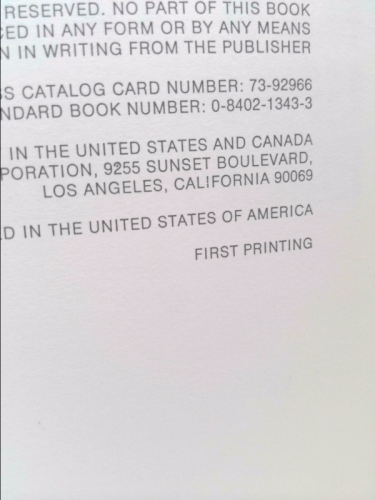 RESERVED. NO PART OF THIS BOOK
CED IN ANY FORM OR BY ANY MEANS
N IN WRITING FROM THE PUBLISHER
SS CATALOG CARD NUMBER: 73-92966
NDARD BOOK NUMBER: 0-8402-1343-3
IN THE UNITED STATES AND CANADA
PORATION, 9255 SUNSET BOULEVARD,
LOS ANGELES, CALIFORNIA 90069
ED IN THE UNITED STATES OF AMERICA
FIRST PRINTING